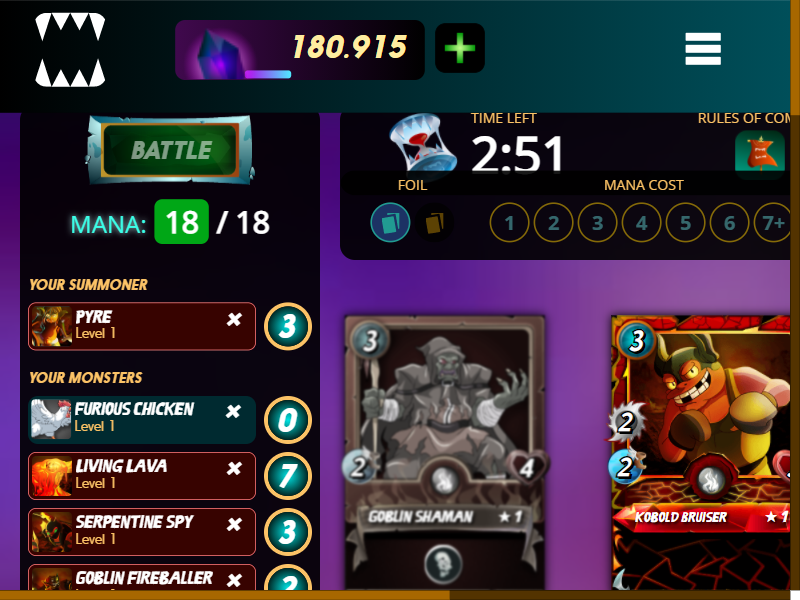 180.915
BATTLE
TIME LEFT
RULES OF COM
2:51
FOIL
MANA COST
MANA: 18 / 18
1 2 3 4 5 6 7+
YOUR SUMMONER
PYRE
Level 1
3
YOUR MONSTERS
FURIOUS CHICKEN
Level 1
0
LIVING LAVA
Level 1
7
SERPENTINE SPY
Level 1
3
GOBLIN FIREBALLER
2
3
2
4
GOBLIN SHAMAN ★ 1
3
2
2
KOBOLD BRUISER ★ 1